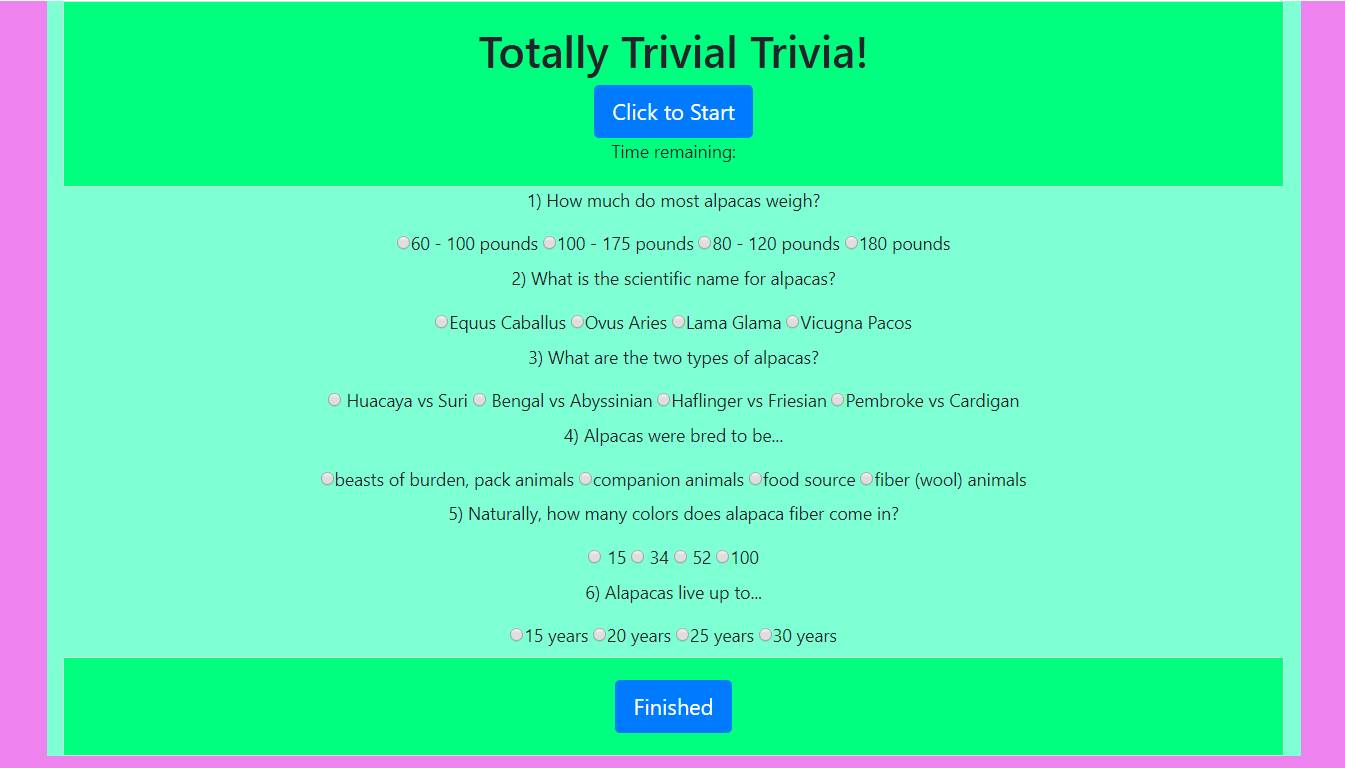 Totally Trivial Trivia!
Click to Start
Time remaining:
1) How much do most alpacas weigh?
60 - 100 pounds 100 - 175 pounds 80 - 120 pounds 180 pounds
2) What is the scientific name for alpacas?
Equus Caballus Ovus Aries Lama Glama Vicugna Pacos
3) What are the two types of alpacas?
Huacaya vs Suri Bengal vs Abyssinian Haflinger vs Friesian Pembroke vs Cardigan
4) Alpacas were bred to be...
beasts of burden, pack animals companion animals food source fiber (wool) animals
5) Naturally, how many colors does alapaca fiber come in?
15 34 52 100
6) Alapacas live up to...
15 years 20 years 25 years 30 years
Finished